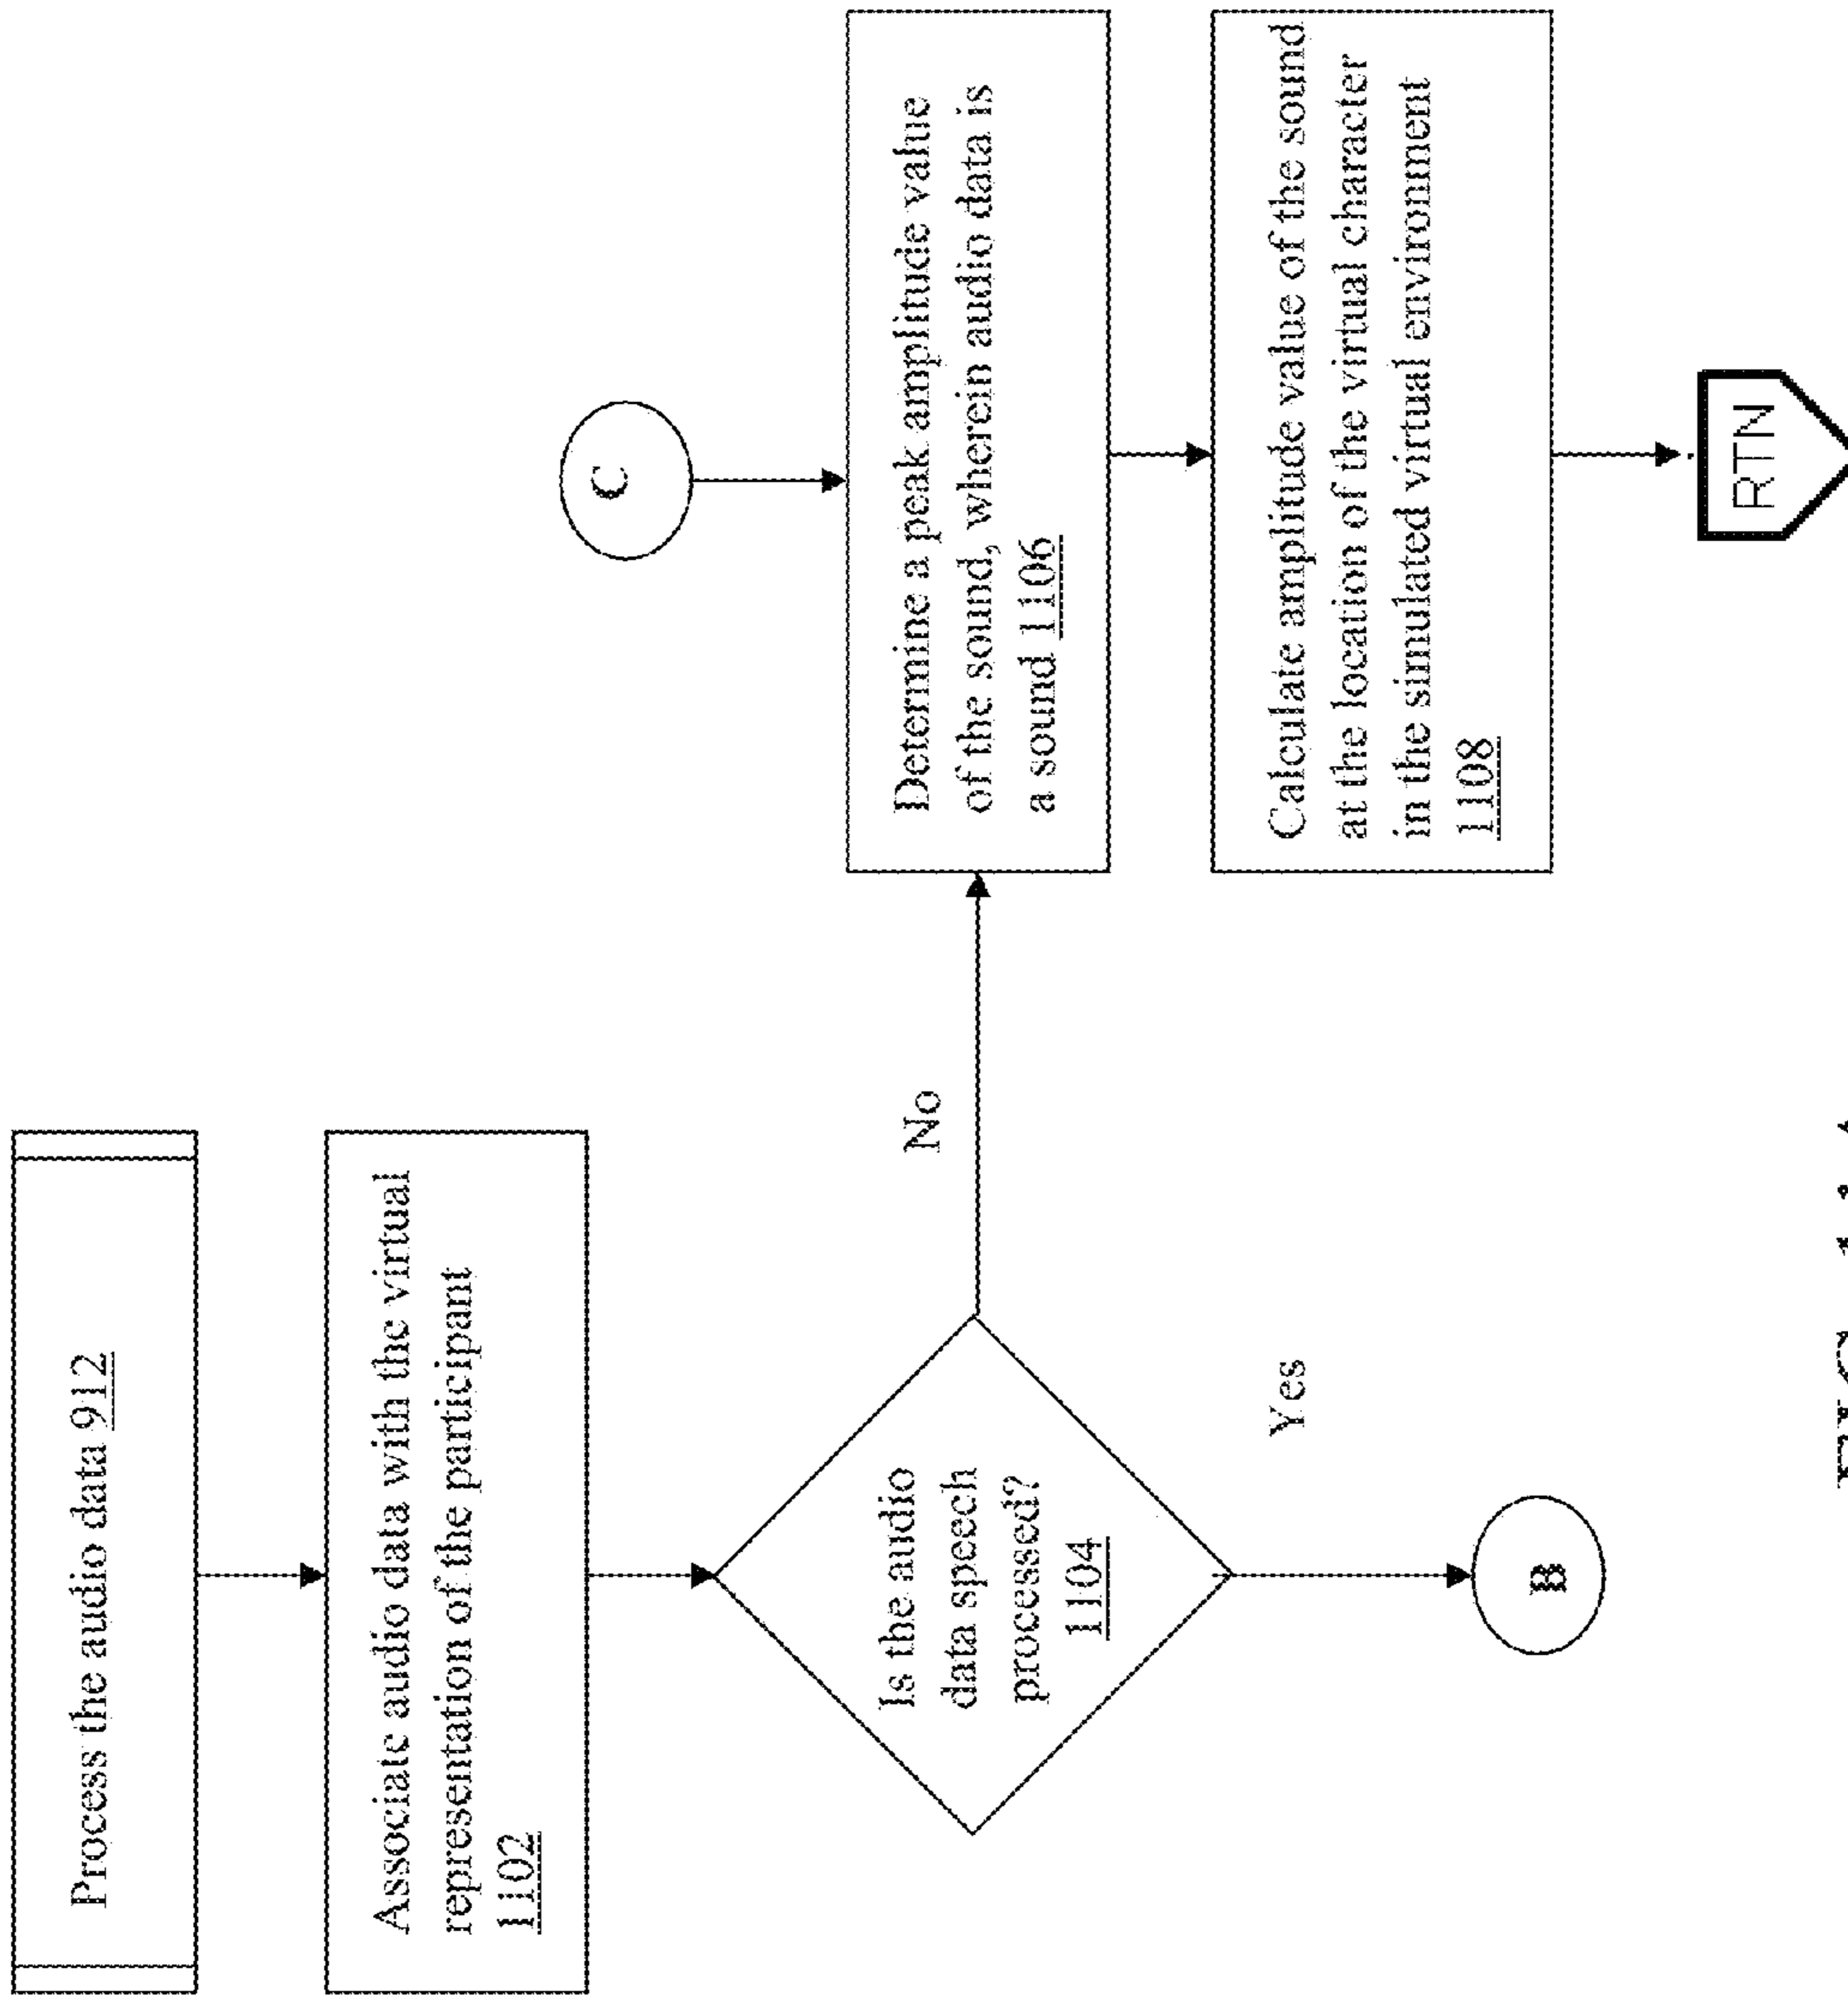 Process the audio data 912
Associate audio data with the virtual
representation of the participant
1102
Is the audio
data speech
processed?
1104
No
Yes
B
C
Determine a peak amplitude value
of the sound, wherein audio data is
a sound 1106
Calculate amplitude value of the sound
at the location of the virtual character
in the simulated virtual environment
1108
RTN